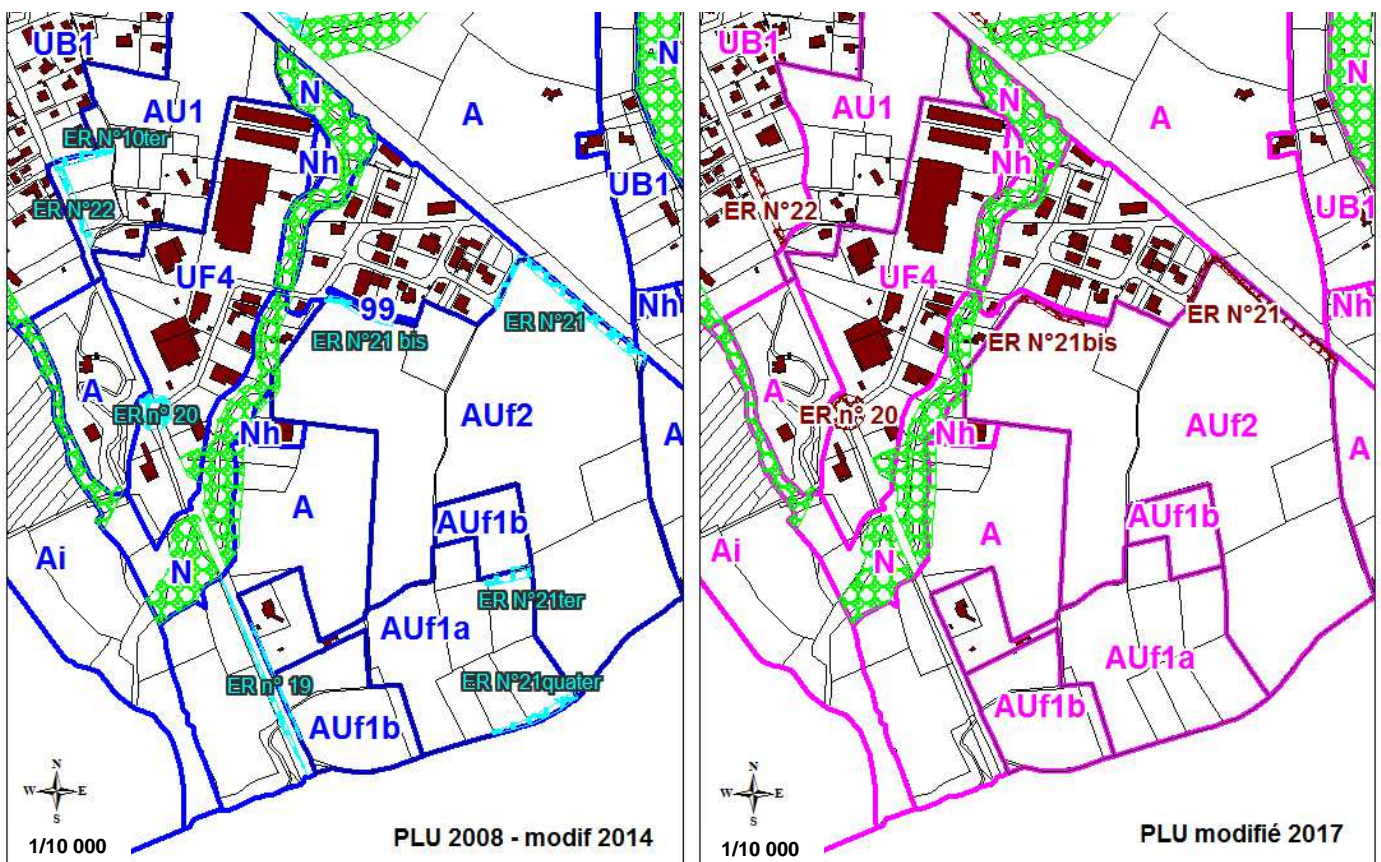 UB1
N
AU1
A
N
ER N°10ter
Nh
UB1
ER N°22
UF4
99
Nh
ER N°21
ER N°21 bis
A
ER n° 20
AUf2
Nh
A
A
AUf1b
Ai
N
ER N°21ter
AUf1a
ER n° 19
ER N°21quater
AUf1b
N
W
E
S
1/10 000
PLU 2008 - modif 2014
UB1
N
AU1
A
N
Nh
UB1
ER N°22
UF4
Nh
ER N°21
ER N°21bis
A
ER n° 20
AUf2
Nh
A
A
AUf1b
Ai
N
AUf1a
AUf1b
N
W
E
S
1/10 000
PLU modifié 2017